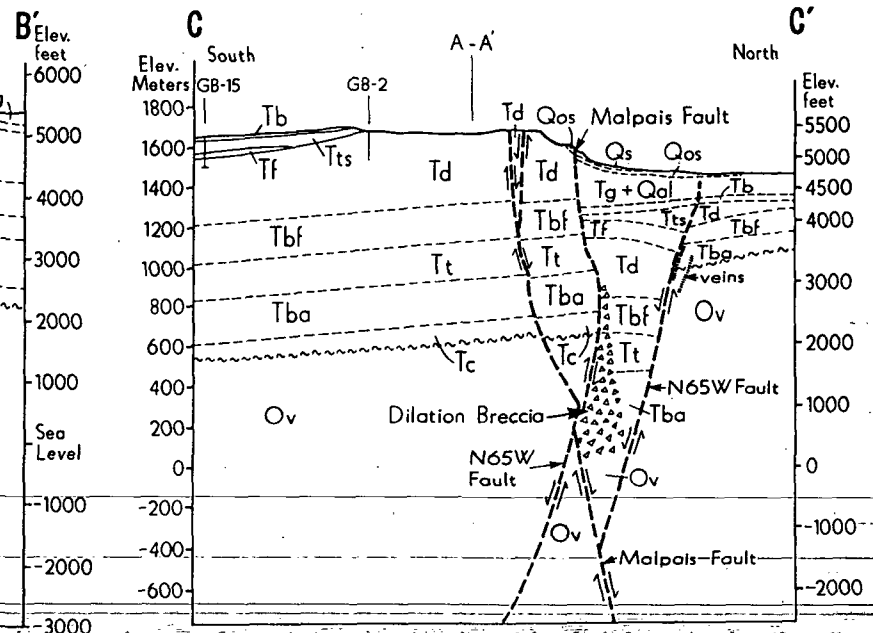 B'
Elev.
feet
6000
5000
4000
3000
2000
1000
Sea
Level
-1000
-2000
-3000
C
C'
South
A-A'
North
Elev.
Meters
GB-15
GB-2
1800
1600
1400
1200
1000
800
600
400
200
0
-200
-400
-600
Elev.
feet
5500
5000
4500
4000
3000
2000
1000
0
-1000
-2000
Tb
Tts
Tf
Td
Qos
Malpais Fault
Qs
Qos
Td
Td
Tg + Qal
Tb
Tbf
Tbf
Tf
Tts
Td
Tbf
Tt
Tt
Td
Tba
veins
Tba
Tba
Tbf
Ov
Tc
Tc
Tt
N65W Fault
Ov
Dilation Breccia
Tba
N65W
Fault
Ov
Ov
Malpais Fault